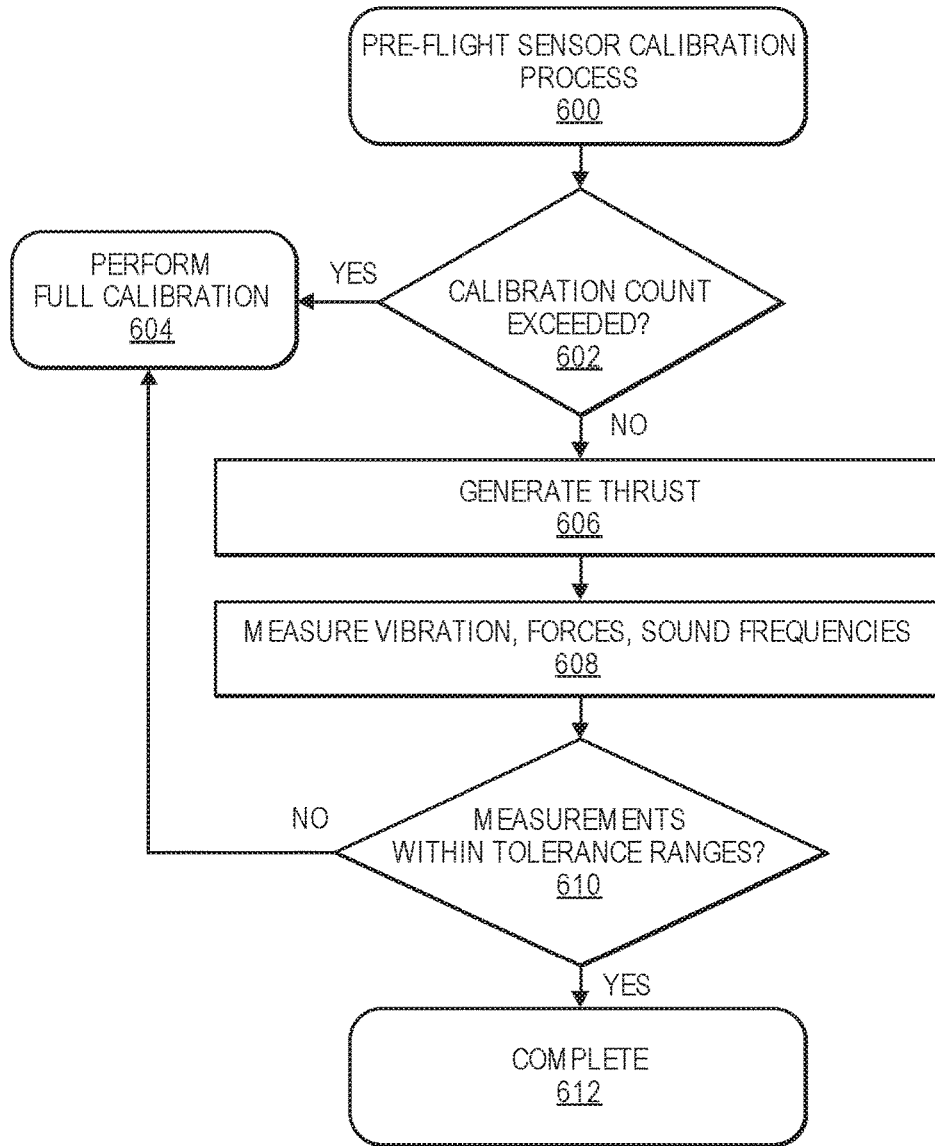 PRE-FLIGHT SENSOR CALIBRATION
PROCESS
600
PERFORM
FULL CALIBRATION
604
YES
CALIBRATION COUNT
EXCEEDED?
602
NO
GENERATE THRUST
606
MEASURE VIBRATION, FORCES, SOUND FREQUENCIES
608
NO
MEASUREMENTS
WITHIN TOLERANCE RANGES?
610
YES
COMPLETE
612